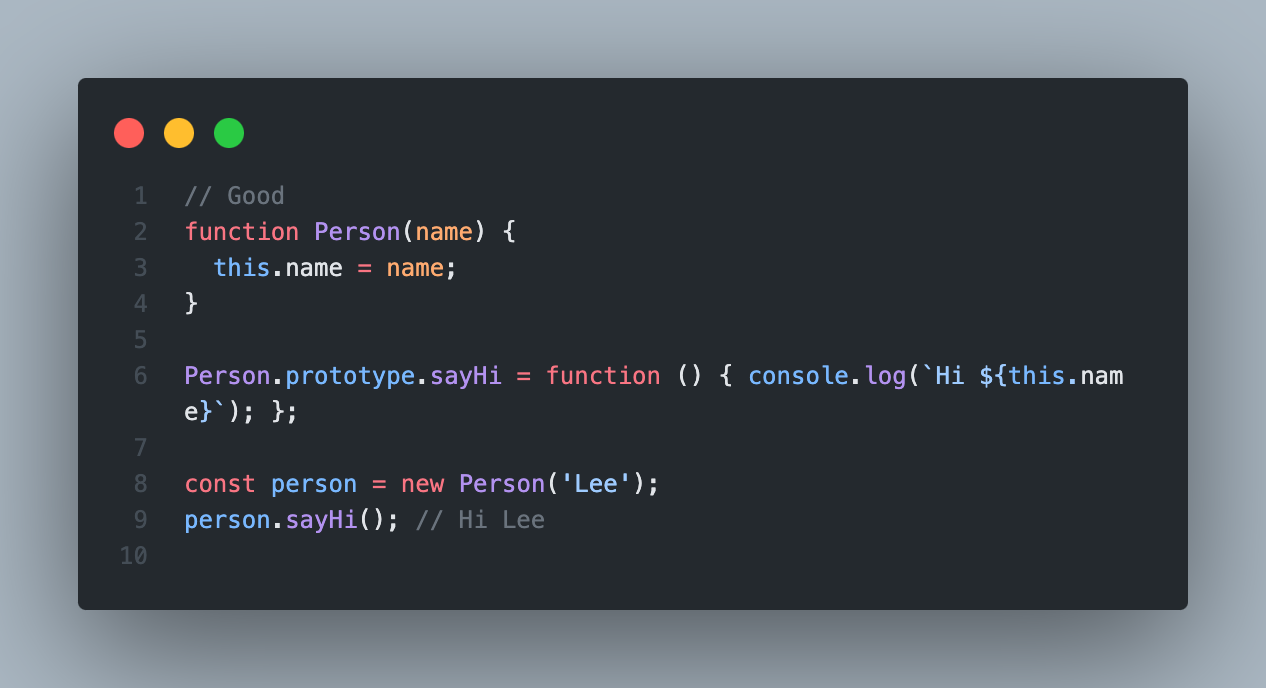 1 // Good
2 function Person(name) {
3   this.name = name;
4 }
5
6 Person.prototype.sayHi = function () { console.log(`Hi ${this.nam
e}`); };
7
8 const person = new Person('Lee');
9 person.sayHi(); // Hi Lee
10